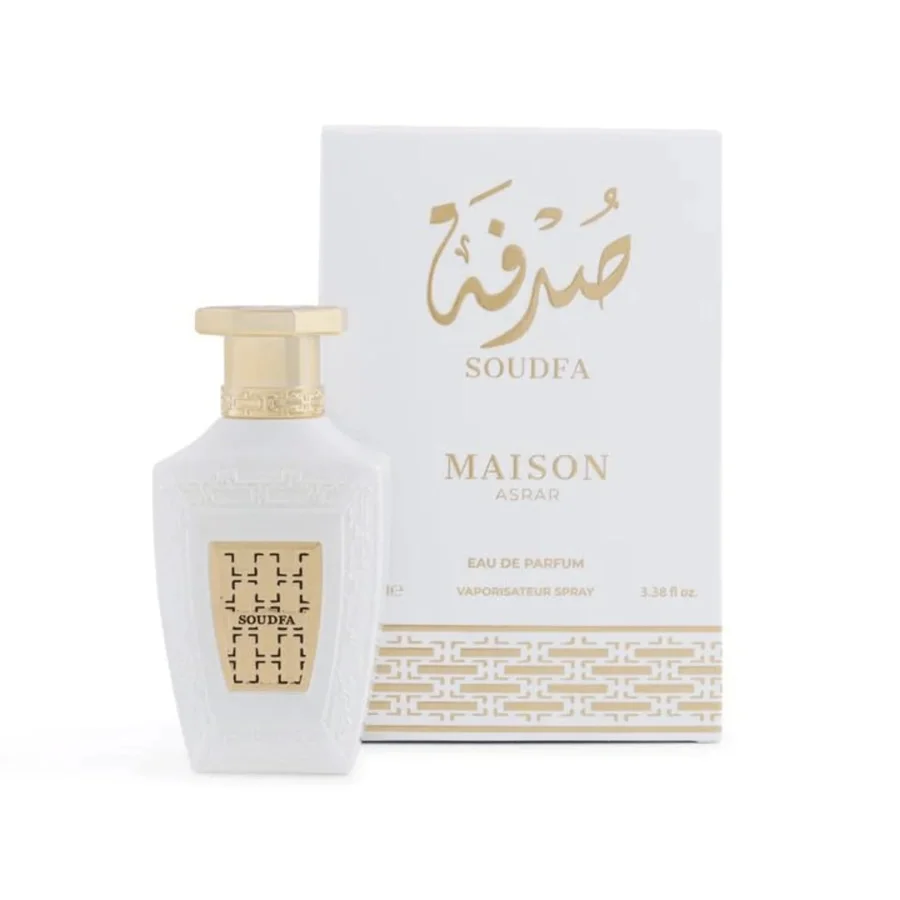 صُدفة
SOUDFA
MAISON
ASRAR
EAU DE PARFUM
VAPORISATEUR SPRAY
3.38 fl oz.
SOUDFA